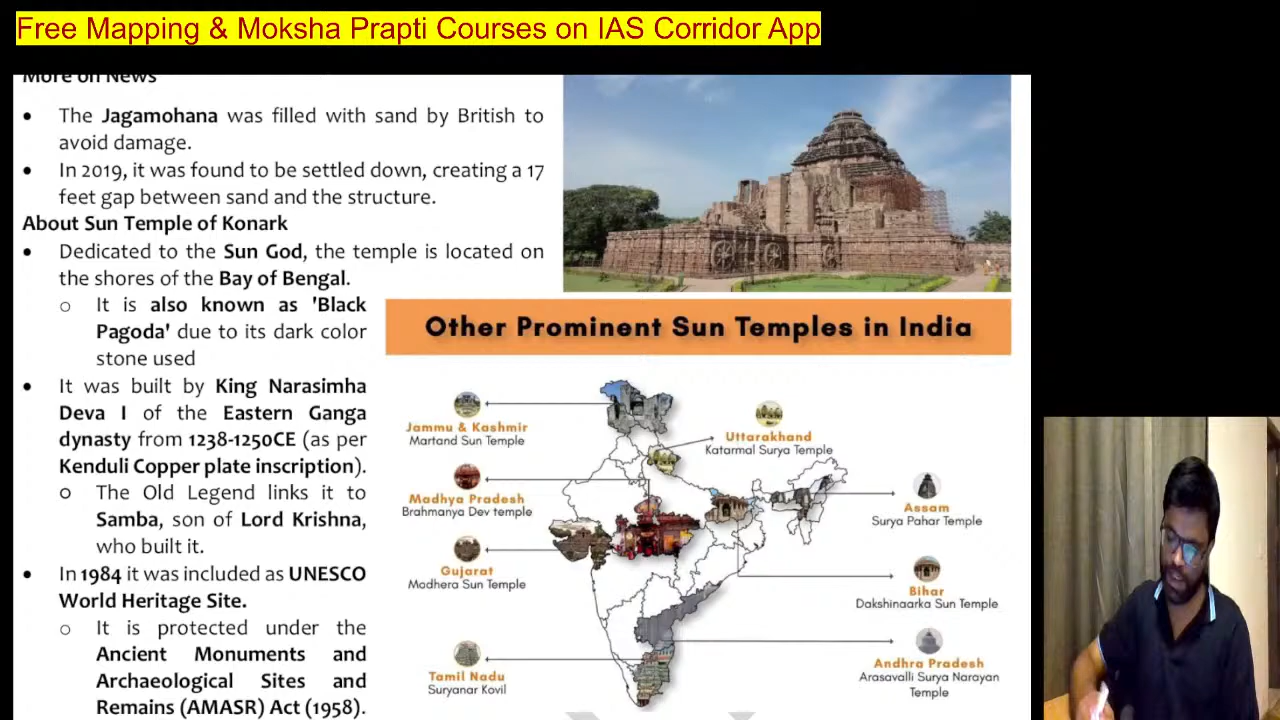 Free Mapping & Moksha Prapti Courses on IAS Corridor App
More on News
• The Jagamohana was filled with sand by British to
avoid damage.
• In 2019, it was found to be settled down, creating a 17
feet gap between sand and the structure.
About Sun Temple of Konark
• Dedicated to the Sun God, the temple is located on
the shores of the Bay of Bengal.
o It is also known as 'Black
Pagoda' due to its dark color
stone used
• It was built by King Narasimha
Deva I of the Eastern Ganga
dynasty from 1238-1250CE (as per
Kenduli Copper plate inscription).
o The Old Legend links it to
Samba, son of Lord Krishna,
who built it.
• In 1984 it was included as UNESCO
World Heritage Site.
o It is protected under the
Ancient Monuments and
Archaeological Sites and
Remains (AMASR) Act (1958).
Other Prominent Sun Temples in India
Jammu & Kashmir
Martand Sun Temple
Uttarakhand
Katarmal Surya Temple
Madhya Pradesh
Brahmanya Dev temple
Assam
Surya Pahar Temple
Gujarat
Modhera Sun Temple
Bihar
Dakshinaarka Sun Temple
Tamil Nadu
Suryanar Kovil
Andhra Pradesh
Arasavalli Surya Narayan
Temple